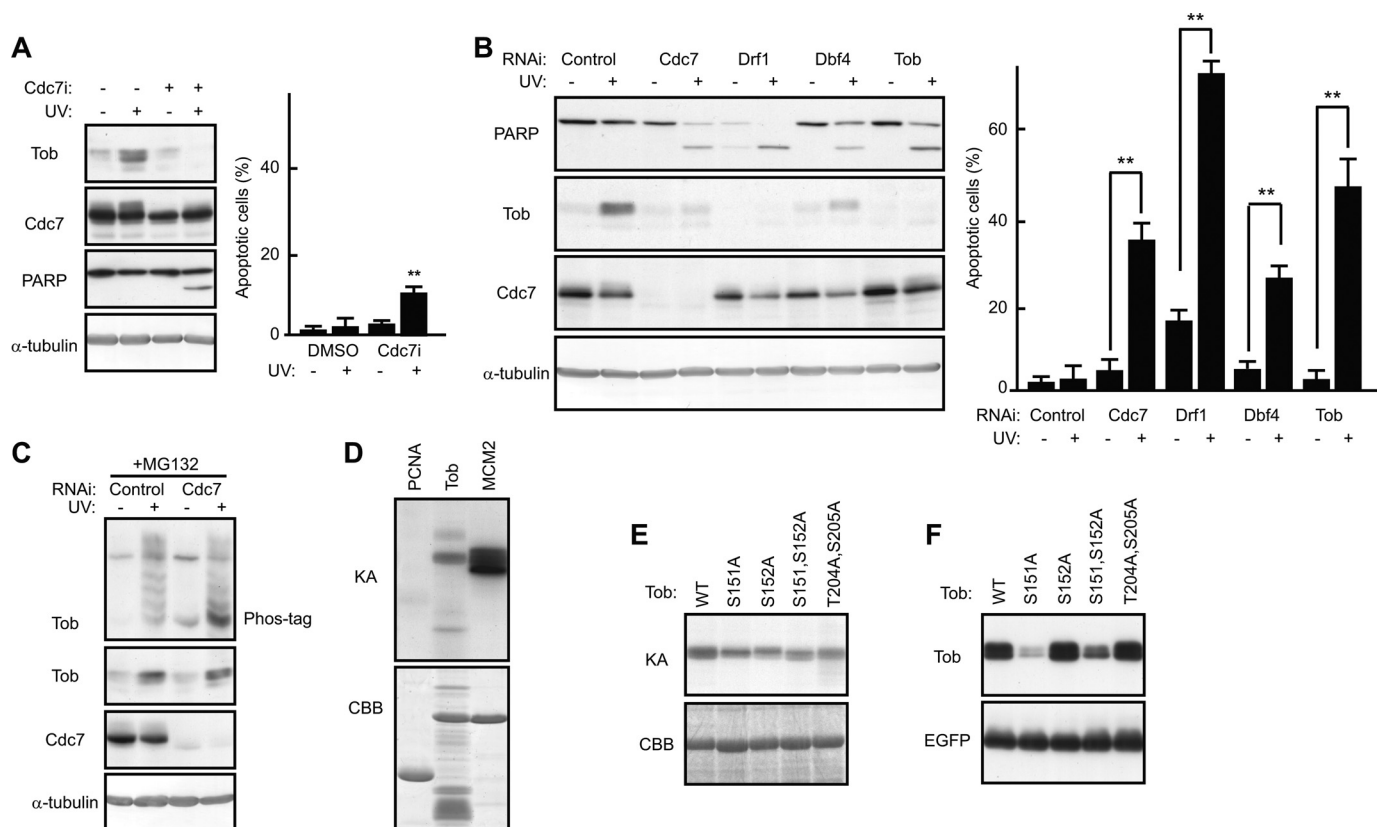 A
Cdc7i: - - + +
UV: - + - +
Tob
Cdc7
PARP
α-tubulin
Apoptotic cells (%)
40
20
0
**
DMSO Cdc7i
UV: - + - +
B
RNAi: Control Cdc7 Drf1 Dbf4 Tob
UV: - + - + - + - + - +
PARP
Tob
Cdc7
α-tubulin
Apoptotic cells (%)
60
40
20
0
** ** ** **
RNAi: Control Cdc7 Drf1 Dbf4 Tob
UV: - + - + - + - + - +
C
+MG132
RNAi: Control Cdc7
UV: - + - +
Tob Phos-tag
Tob
Cdc7
α-tubulin
D
PCNA
Tob
MCM2
KA
CBB
E
Tob: WT S151A S152A S151,S152A T204A,S205A
KA
CBB
F
Tob: WT S151A S152A S151,S152A T204A,S205A
Tob
EGFP